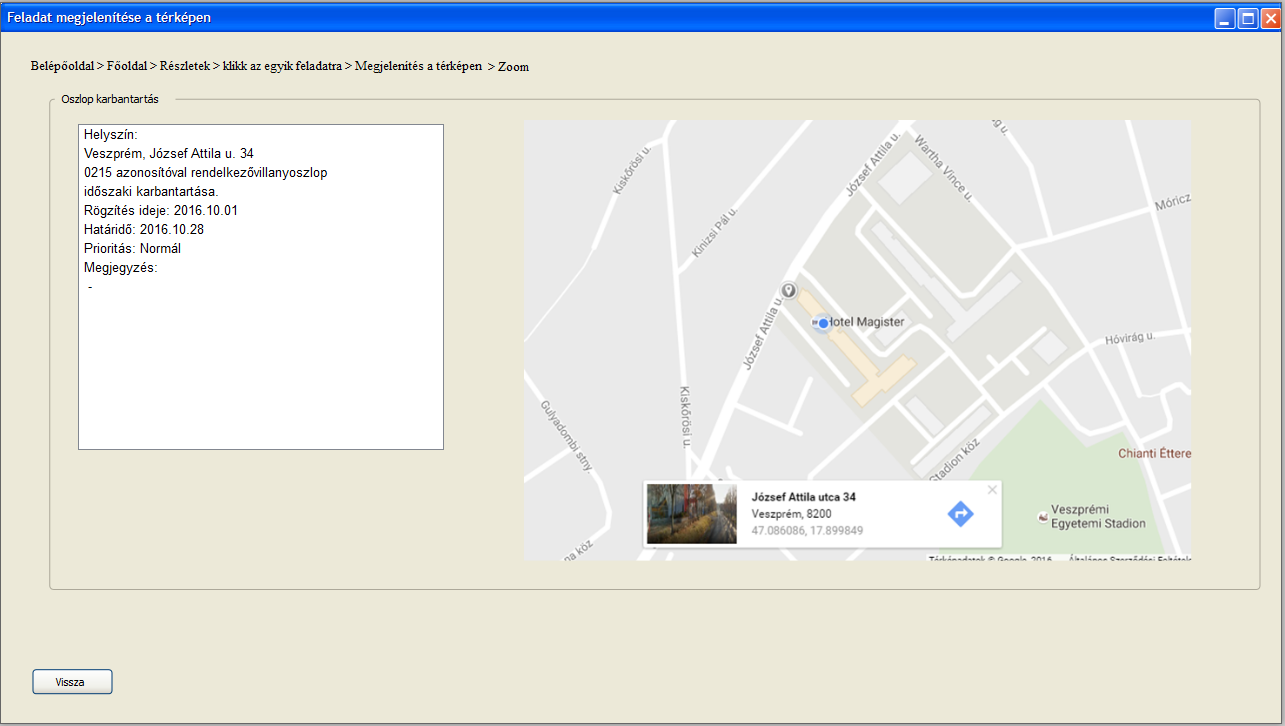 Feladat megjelenítése a térképen
Belépőoldal > Főoldal > Részletek > klikk az egyik feladatra > Megjelenítés a térképen > Zoom
Oszlop karbantartás
Helyszín:
Veszprém, József Attila u. 34
0215 azonosítóval rendelkezővillanyoszlop
időszaki karbantartása.
Rögzítés ideje: 2016.10.01
Határidő: 2016.10.28
Prioritás: Normál
Megjegyzés:
-
Kiskőrösi u.
József Attila u.
Wartha Vince u.
Móricz
Kinizsi Pál u.
Hotel Magister
József Attila u.
Hóvirág u.
Kiskőrösi u.
Gulyadombi stny.
Stadion köz
Chianti Éttere
József Attila utca 34
Veszprém, 8200
47.086086, 17.899849
Veszprémi
Egyetemi Stadion
na köz
Térképadatok © Google, 2016 Általános Szerződési Feltételek
Vissza